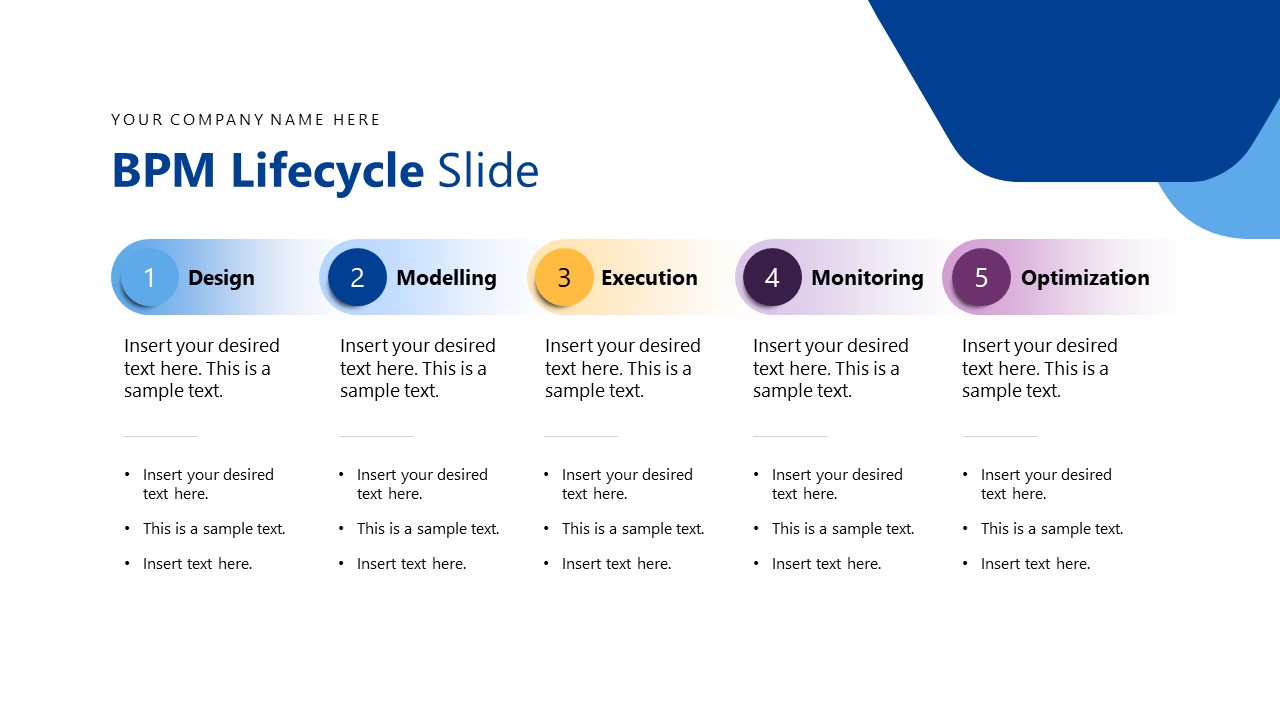 YOUR COMPANY NAME HERE
BPM Lifecycle Slide
1 Design
2 Modelling
3 Execution
4 Monitoring
5 Optimization
Insert your desired
text here. This is a
sample text.
• Insert your desired
text here.
• This is a sample text.
• Insert text here.
Insert your desired
text here. This is a
sample text.
• Insert your desired
text here.
• This is a sample text.
• Insert text here.
Insert your desired
text here. This is a
sample text.
• Insert your desired
text here.
• This is a sample text.
• Insert text here.
Insert your desired
text here. This is a
sample text.
• Insert your desired
text here.
• This is a sample text.
• Insert text here.
Insert your desired
text here. This is a
sample text.
• Insert your desired
text here.
• This is a sample text.
• Insert text here.